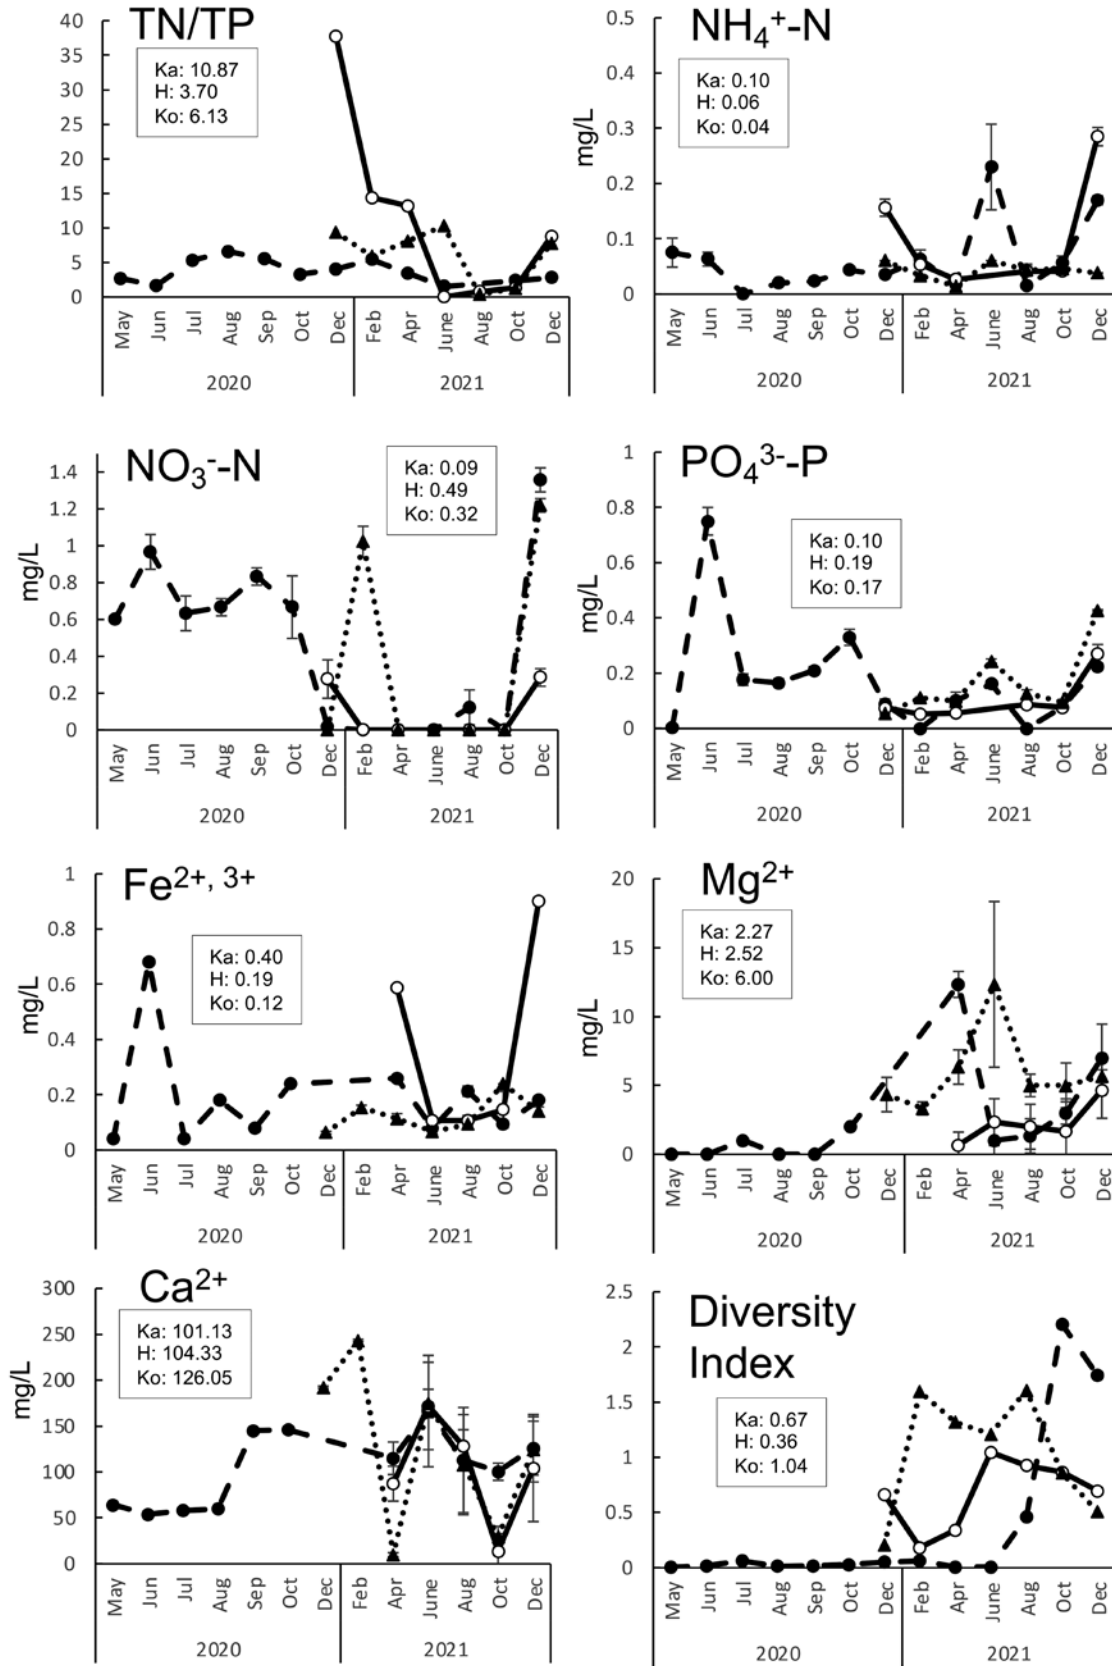 TN/TP
Ka: 10.87
H: 3.70
Ko: 6.13
40
35
30
25
20
15
10
5
0
May Jun Jul Aug Sep Oct Dec Feb Apr June Aug Oct Dec
2020 2021
NH₄⁺-N
Ka: 0.10
H: 0.06
Ko: 0.04
mg/L
0.5
0.4
0.3
0.2
0.1
0
May Jun Jul Aug Sep Oct Dec Feb Apr June Aug Oct Dec
2020 2021
NO₃⁻-N
Ka: 0.09
H: 0.49
Ko: 0.32
mg/L
1.4
1.2
1
0.8
0.6
0.4
0.2
0
May Jun Jul Aug Sep Oct Dec Feb Apr June Aug Oct Dec
2020 2021
PO₄³⁻-P
Ka: 0.10
H: 0.19
Ko: 0.17
mg/L
1
0.8
0.6
0.4
0.2
0
May Jun Jul Aug Sep Oct Dec Feb Apr June Aug Oct Dec
2020 2021
Fe²⁺, ³⁺
Ka: 0.40
H: 0.19
Ko: 0.12
mg/L
1
0.8
0.6
0.4
0.2
0
May Jun Jul Aug Sep Oct Dec Feb Apr June Aug Oct Dec
2020 2021
Mg²⁺
Ka: 2.27
H: 2.52
Ko: 6.00
mg/L
20
15
10
5
0
May Jun Jul Aug Sep Oct Dec Feb Apr June Aug Oct Dec
2020 2021
Ca²⁺
Ka: 101.13
H: 104.33
Ko: 126.05
mg/L
300
250
200
150
100
50
0
May Jun Jul Aug Sep Oct Dec Feb Apr June Aug Oct Dec
2020 2021
Diversity
Index
Ka: 0.67
H: 0.36
Ko: 1.04
2.5
2
1.5
1
0.5
0
May Jun Jul Aug Sep Oct Dec Feb Apr June Aug Oct Dec
2020 2021